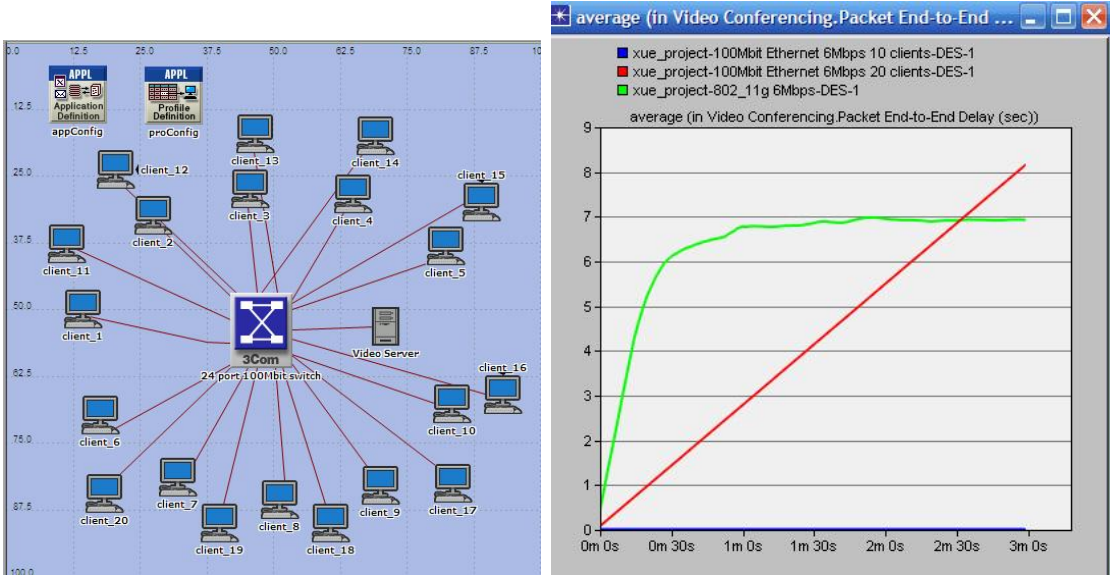 0.0 12.5 25.0 37.5 50.0 62.5 75.0 87.5 10
12.5
25.0
37.5
50.0
62.5
75.0
87.5
100.0
APPL
Application
Definition
appConfig
APPL
Profile
Definition
proConfig
client_13
client_14
client_12
client_15
client_3
client_4
client_2
client_11
client_5
client_1
3Com
24 port 100Mbit switch
Video Server
client_16
client_10
client_6
client_20
client_7
client_19
client_8
client_18
client_9
client_17
average (in Video Conferencing.Packet End-to-End ...
xue_project-100Mbit Ethernet 6Mbps 10 clients-DES-1
xue_project-100Mbit Ethernet 6Mbps 20 clients-DES-1
xue_project-802_11g 6Mbps-DES-1
average (in Video Conferencing.Packet End-to-End Delay (sec))
9
8
7
6
5
4
3
2
1
0
0m 0s 0m 30s 1m 0s 1m 30s 2m 0s 2m 30s 3m 0s